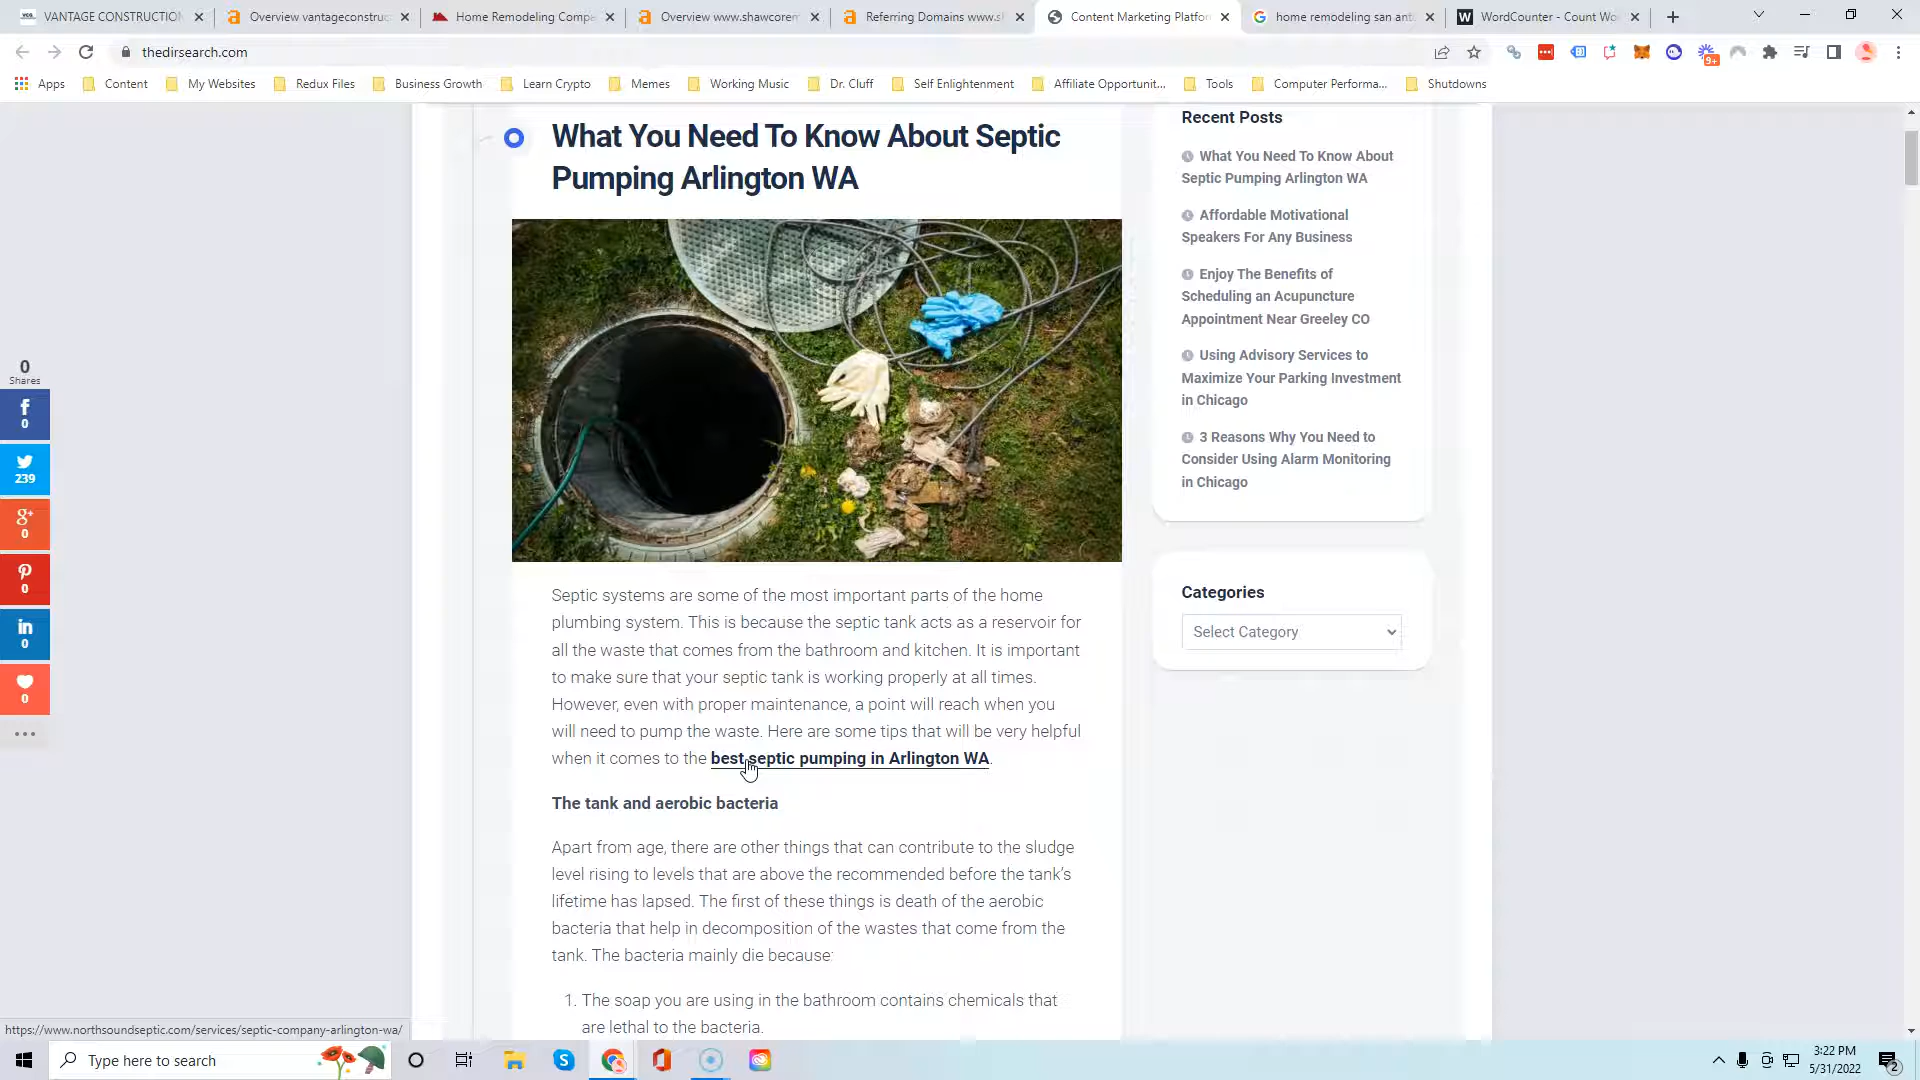 VANTAGE CONSTRUCTION
Overview vantageconstruc
Home Remodeling Compa
Overview www.shawcorem
Referring Domains www.s
Content Marketing Platfor
home remodeling san ant
WordCounter - Count Wo
thedirsearch.com
9+
Apps
Content
My Websites
Redux Files
Business Growth
Learn Crypto
Memes
Working Music
Dr. Cluff
Self Enlightenment
Affiliate Opportunit...
Tools
Computer Performa...
Shutdowns
What You Need To Know About Septic
Pumping Arlington WA
0
Shares
0
239
0
0
0
0
Septic systems are some of the most important parts of the home
plumbing system. This is because the septic tank acts as a reservoir for
all the waste that comes from the bathroom and kitchen. It is important
to make sure that your septic tank is working properly at all times.
However, even with proper maintenance, a point will reach when you
will need to pump the waste. Here are some tips that will be very helpful
when it comes to the best septic pumping in Arlington WA.
The tank and aerobic bacteria
Apart from age, there are other things that can contribute to the sludge
level rising to levels that are above the recommended before the tank's
lifetime has lapsed. The first of these things is death of the aerobic
bacteria that help in decomposition of the wastes that come from the
tank. The bacteria mainly die because:
1. The soap you are using in the bathroom contains chemicals that
are lethal to the bacteria.
Recent Posts
What You Need To Know About
Septic Pumping Arlington WA
Affordable Motivational
Speakers For Any Business
Enjoy The Benefits of
Scheduling an Acupuncture
Appointment Near Greeley CO
Using Advisory Services to
Maximize Your Parking Investment
in Chicago
3 Reasons Why You Need to
Consider Using Alarm Monitoring
in Chicago
Categories
Select Category
https://www.northsoundseptic.com/services/septic-company-arlington-wa/
Type here to search
3:22 PM
5/31/2022
2